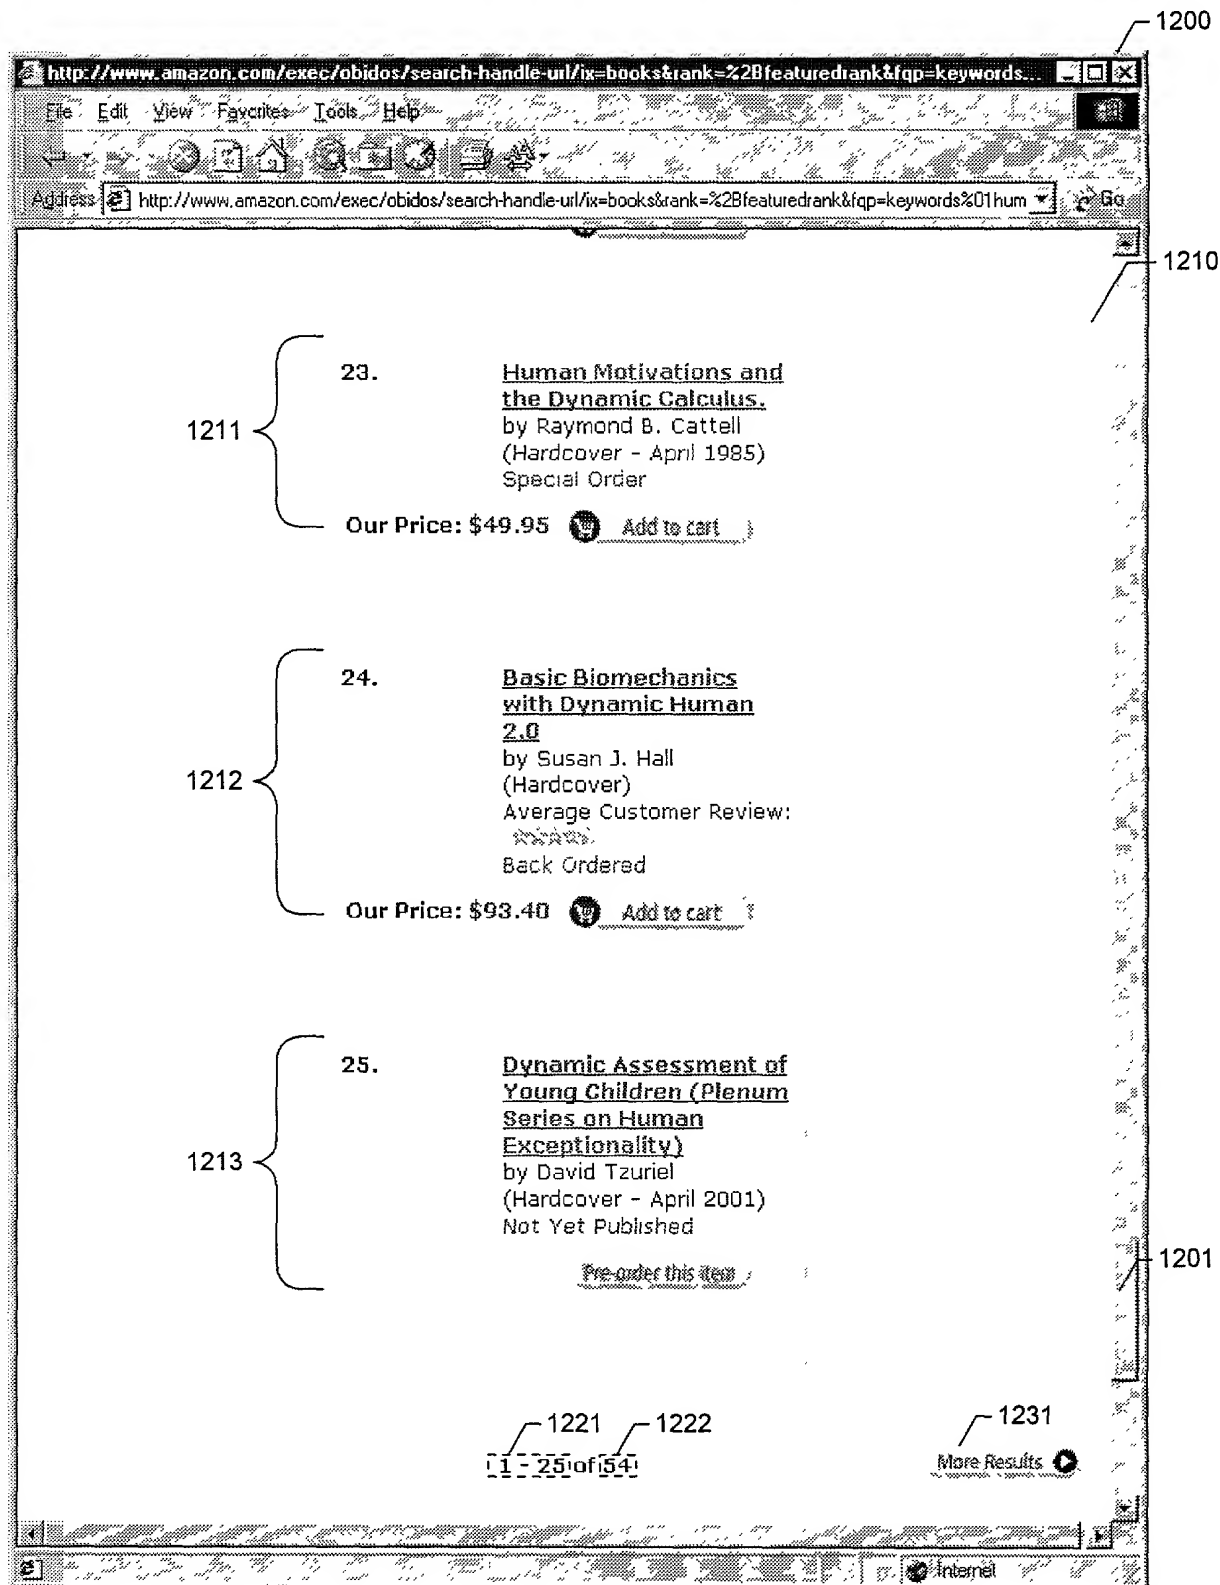 1200
http://www.amazon.com/exec/obidos/search-handle-url/ix=books&rank=%2Bfeaturedrank&fqp=keywords...
File Edit View Favorites Tools Help
Address http://www.amazon.com/exec/obidos/search-handle-url/ix=books&rank=%2Bfeaturedrank&fqp=keywords%01hum Go
1210
1211
23. Human Motivations and
the Dynamic Calculus.
by Raymond B. Cattell
(Hardcover - April 1985)
Special Order
Our Price: $49.95 Add to cart
1212
24. Basic Biomechanics
with Dynamic Human
2.0
by Susan J. Hall
(Hardcover)
Average Customer Review:
Back Ordered
Our Price: $93.40 Add to cart
1213
25. Dynamic Assessment of
Young Children (Plenum
Series on Human
Exceptionality)
by David Tzuriel
(Hardcover - April 2001)
Not Yet Published
Pre-order this item
1201
1221 1222 1231
1 - 25 of 54 More Results
Internet